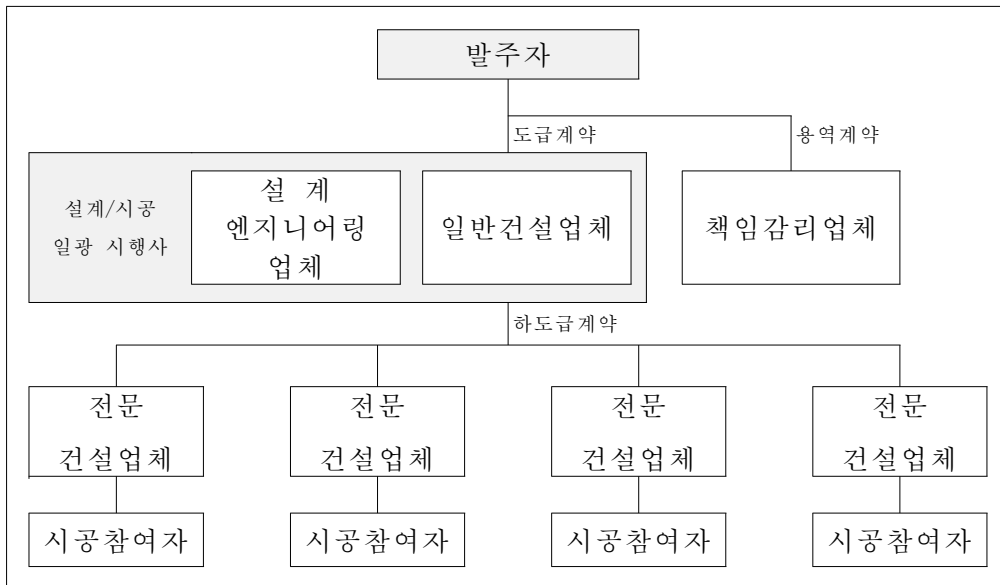 발주자
도급계약
용역계약
설계/시공
일광 시행사
설 계
엔지니어링
업체
일반건설업체
책임감리업체
하도급계약
전문
건설업체
전문
건설업체
전문
건설업체
전문
건설업체
시공참여자
시공참여자
시공참여자
시공참여자